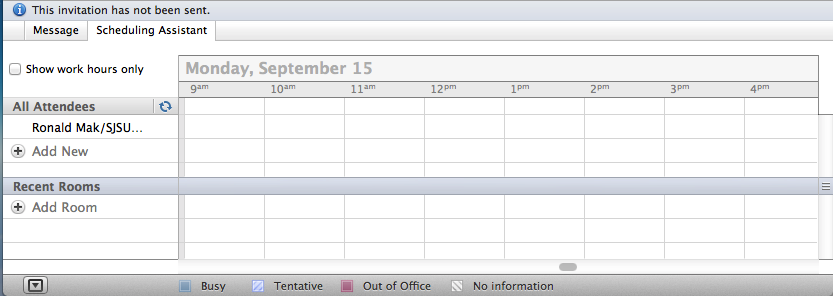 This invitation has not been sent.
Message Scheduling Assistant
Show work hours only
Monday, September 15
9am 10am 11am 12pm 1pm 2pm 3pm 4pm
All Attendees
Ronald Mak/SJSU...
Add New
Recent Rooms
Add Room
Busy Tentative Out of Office No information